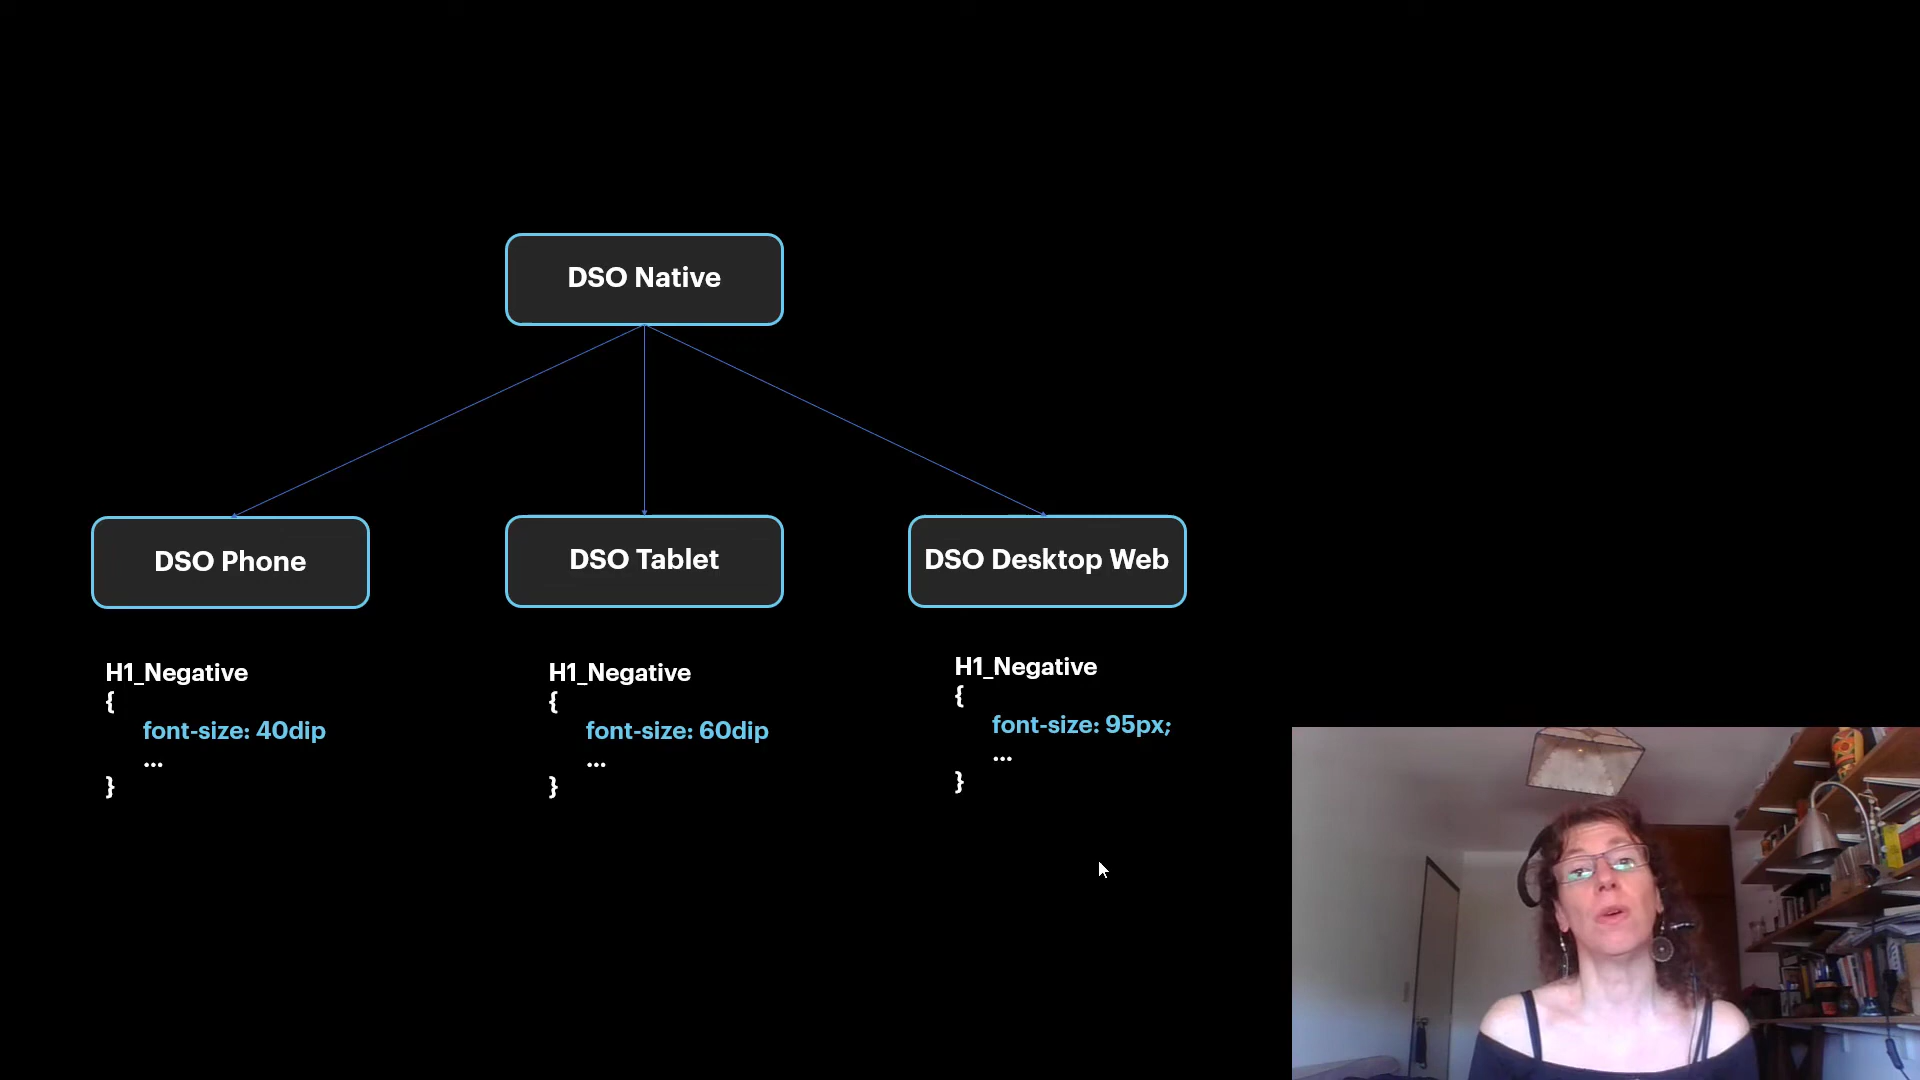 DSO Native
DSO Phone
DSO Tablet
DSO Desktop Web
H1_Negative
{
font-size: 40dip
...
}
H1_Negative
{
font-size: 60dip
...
}
H1_Negative
{
font-size: 95px;
...
}